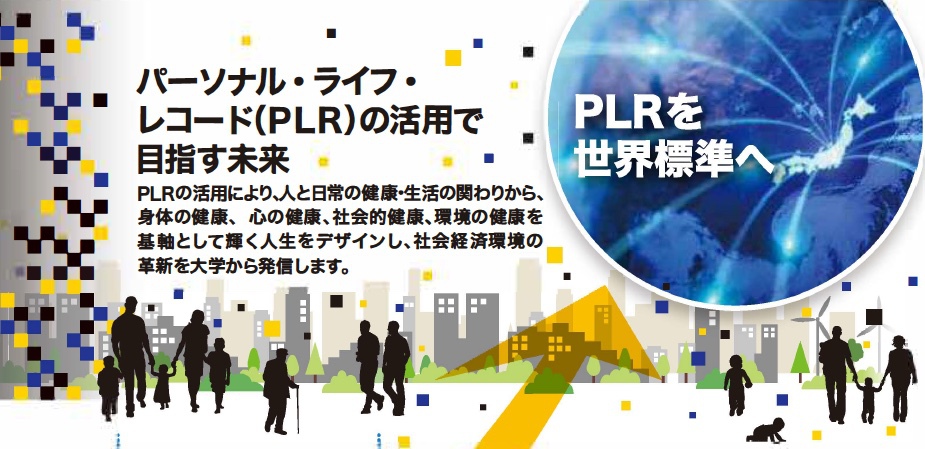 パーソナル・ライフ・
レコード(PLR)の活用で
目指す未来
PLRの活用により、人と日常の健康・生活の関わりから、
身体の健康、心の健康、社会的健康、環境の健康を
基軸として輝く人生をデザインし、社会経済環境の
革新を大学から発信します。
PLRを
世界標準へ